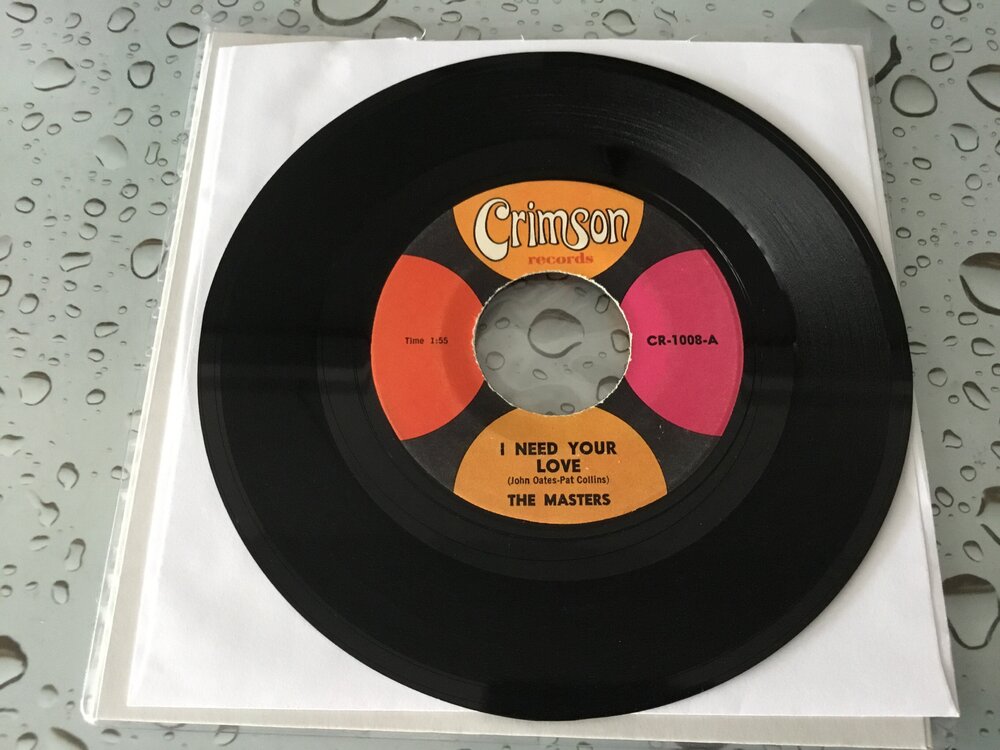 Crimson
records
Time 1:55
CR-1008-A
I NEED YOUR
LOVE
(John Oates-Pat Collins)
THE MASTERS